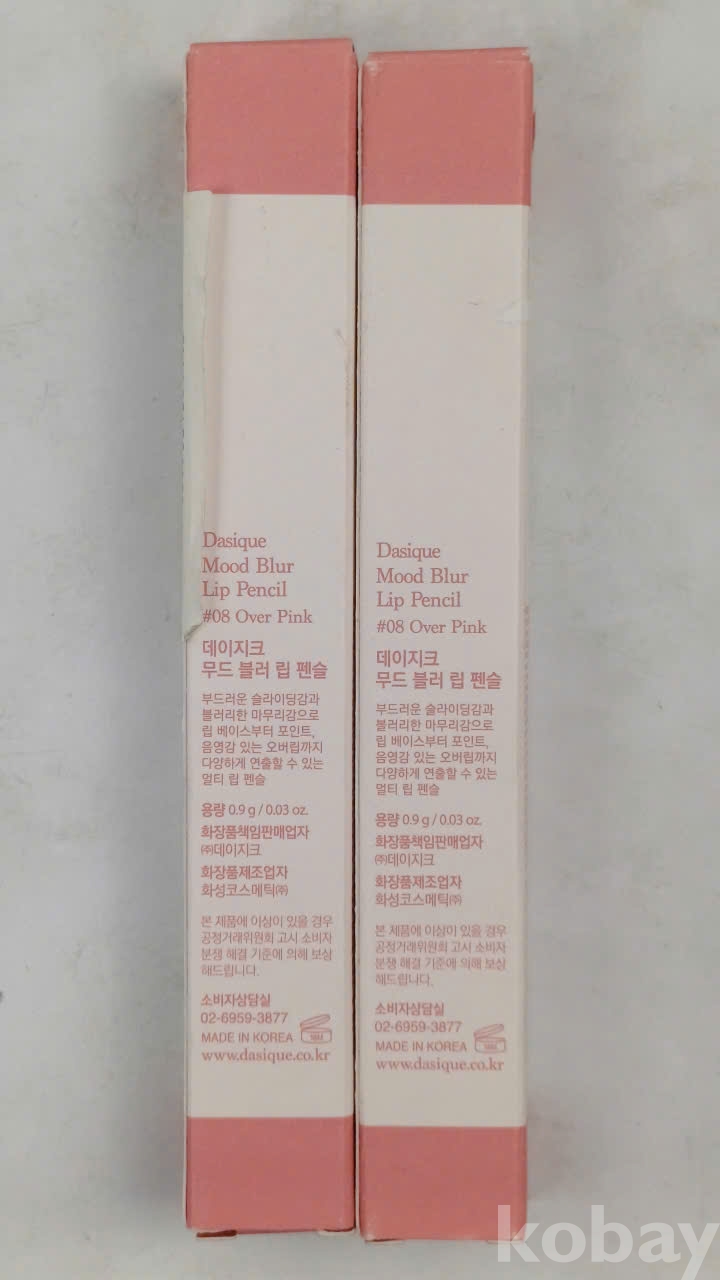 Dasique
Mood Blur
Lip Pencil
#08 Over Pink
데이지크
무드 블러 립 펜슬
부드러운 슬라이딩감과
블러리한 마무리감으로
립 베이스부터 포인트,
음영감 있는 오버립까지
다양하게 연출할 수 있는
멀티 립 펜슬
용량 0.9 g / 0.03 oz.
화장품책임판매업자
㈜데이지크
화장품제조업자
화성코스메틱㈜
본 제품에 이상이 있을 경우
공정거래위원회 고시 소비자
분쟁 해결 기준에 의해 보상
해드립니다.
소비자상담실
02-6959-3877
MADE IN KOREA
www.dasique.co.kr
Dasique
Mood Blur
Lip Pencil
#08 Over Pink
데이지크
무드 블러 립 펜슬
부드러운 슬라이딩감과
블러리한 마무리감으로
립 베이스부터 포인트,
음영감 있는 오버립까지
다양하게 연출할 수 있는
멀티 립 펜슬
용량 0.9 g / 0.03 oz.
화장품책임판매업자
㈜데이지크
화장품제조업자
화성코스메틱㈜
본 제품에 이상이 있을 경우
공정거래위원회 고시 소비자
분쟁 해결 기준에 의해 보상
해드립니다.
소비자상담실
02-6959-3877
MADE IN KOREA
www.dasique.co.kr
kobay